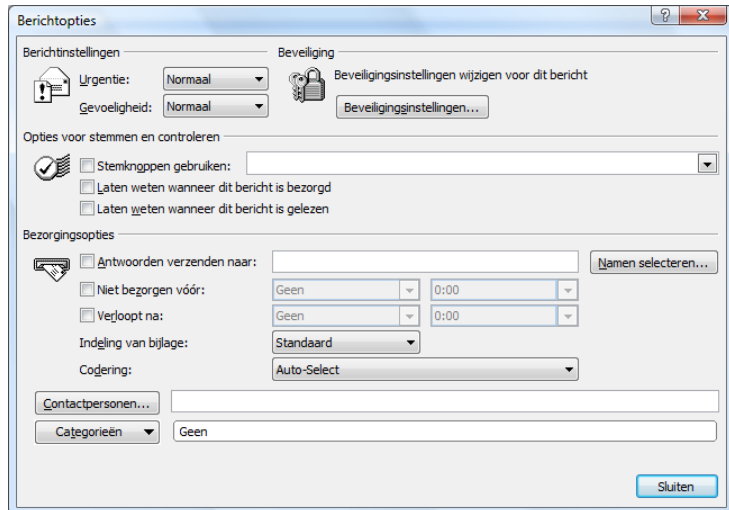 Berichtopties
Berichtinstellingen
Beveiliging
Urgentie: Normaal
Beveiligingsinstellingen wijzigen voor dit bericht
Gevoeligheid: Normaal
Beveiligingsinstellingen...
Opties voor stemmen en controleren
Stemknoppen gebruiken:
Laten weten wanneer dit bericht is bezorgd
Laten weten wanneer dit bericht is gelezen
Bezorgingsopties
Antwoorden verzenden naar: Namen selecteren...
Niet bezorgen vóór: Geen 0:00
Verloopt na: Geen 0:00
Indeling van bijlage: Standaard
Codering: Auto-Select
Contactpersonen...
Categorieën Geen
Sluiten